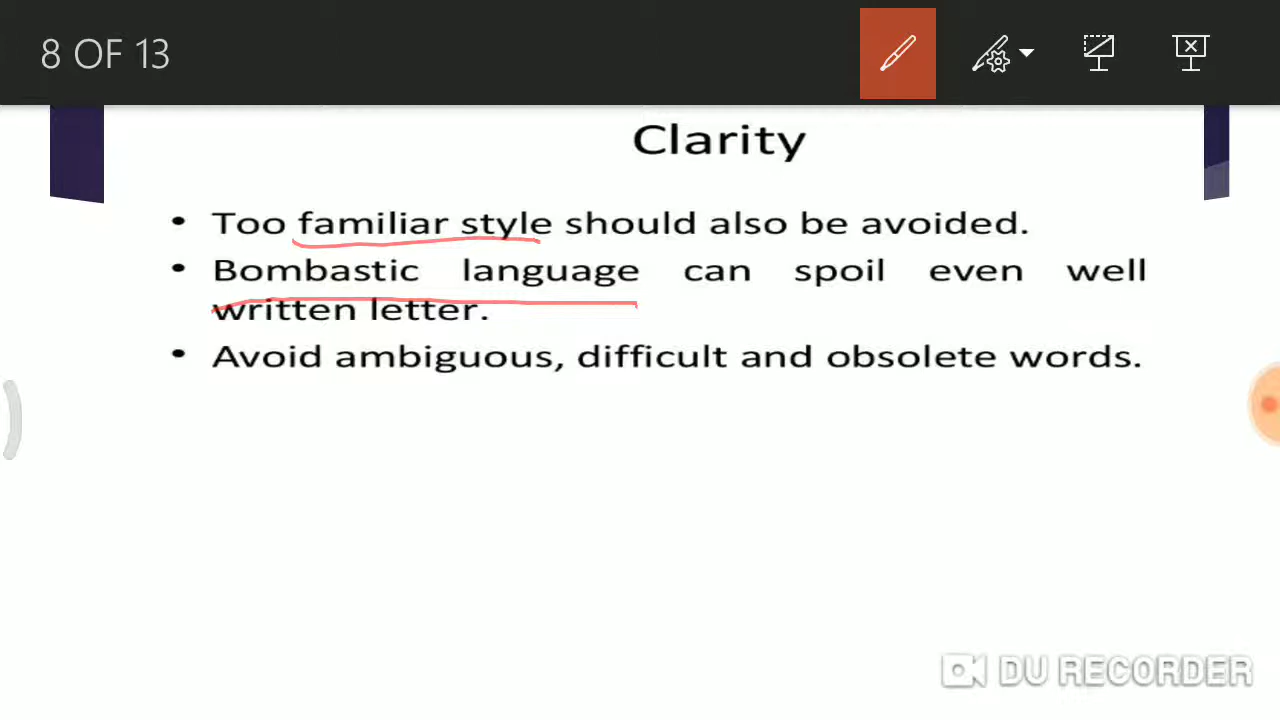 8 OF 13
Clarity
• Too familiar style should also be avoided.
• Bombastic language can spoil even well
written letter.
• Avoid ambiguous, difficult and obsolete words.
DU RECORDER